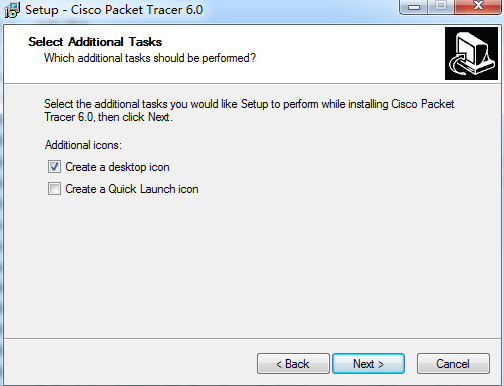 Setup - Cisco Packet Tracer 6.0
Select Additional Tasks
Which additional tasks should be performed?
Select the additional tasks you would like Setup to perform while installing Cisco Packet
Tracer 6.0, then click Next.
Additional icons:
Create a desktop icon
Create a Quick Launch icon
< Back
Next >
Cancel